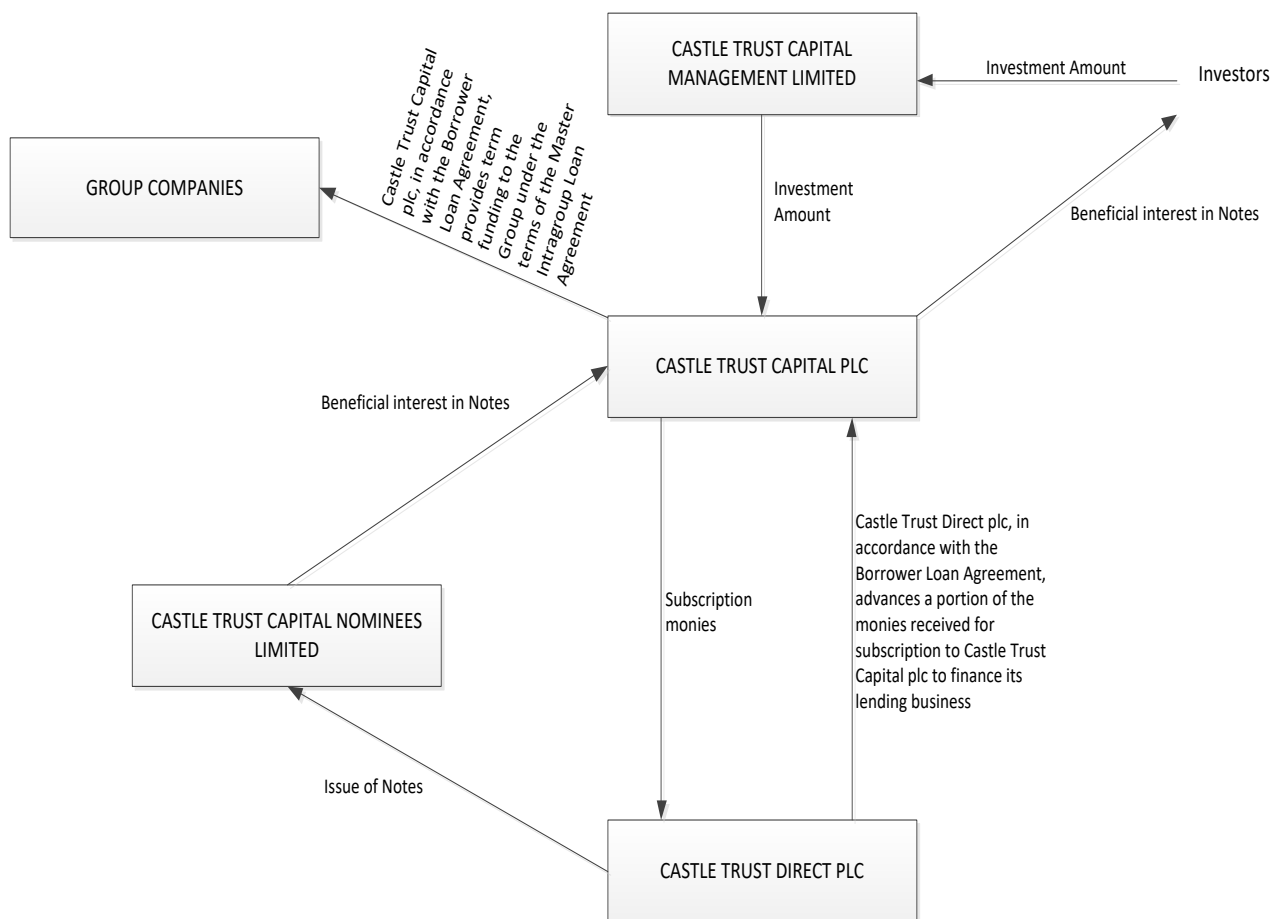 CASTLE TRUST CAPITAL
MANAGEMENT LIMITED
Investment Amount
Investors
Castle Trust Capital
plc, in accordance
with the Borrower
Loan Agreement,
provides term
funding to the
Group under the
terms of the Master
Intragroup Loan
Agreement
GROUP COMPANIES
Investment
Amount
Beneficial interest in Notes
CASTLE TRUST CAPITAL PLC
Beneficial interest in Notes
Castle Trust Direct plc, in
accordance with the
Borrower Loan Agreement,
advances a portion of the
monies received for
subscription to Castle Trust
Capital plc to finance its
lending business
Subscription
monies
CASTLE TRUST CAPITAL NOMINEES
LIMITED
Issue of Notes
CASTLE TRUST DIRECT PLC